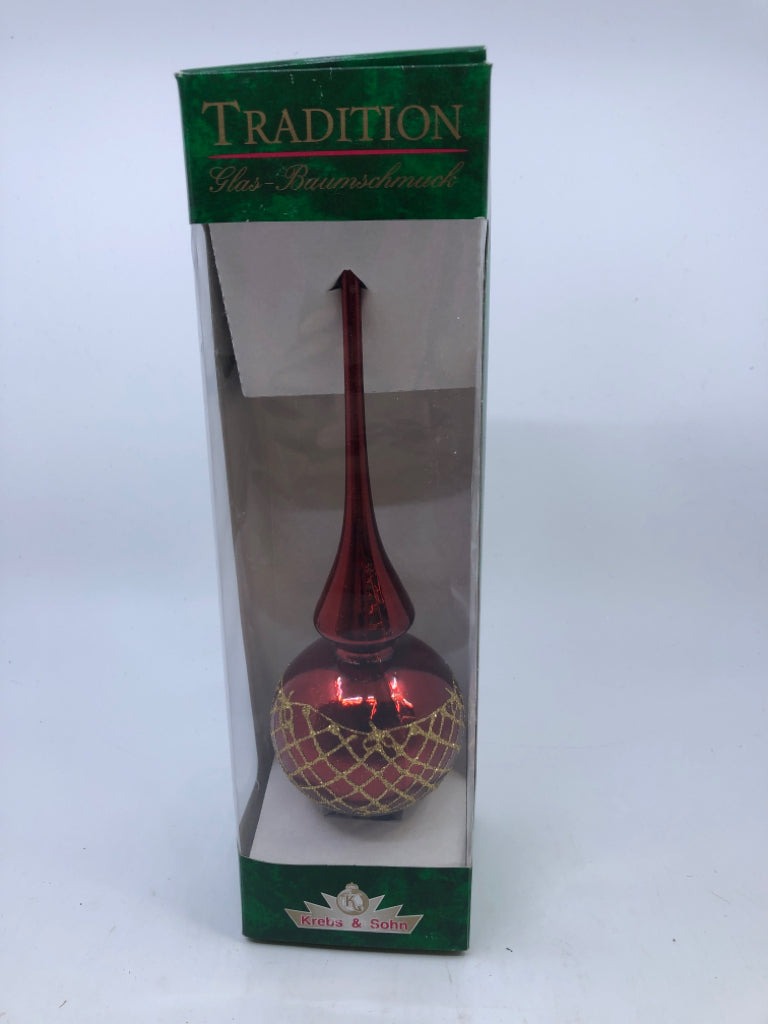 TRADITION
Glas-Baumschmuck
K
Krebs & Sohn